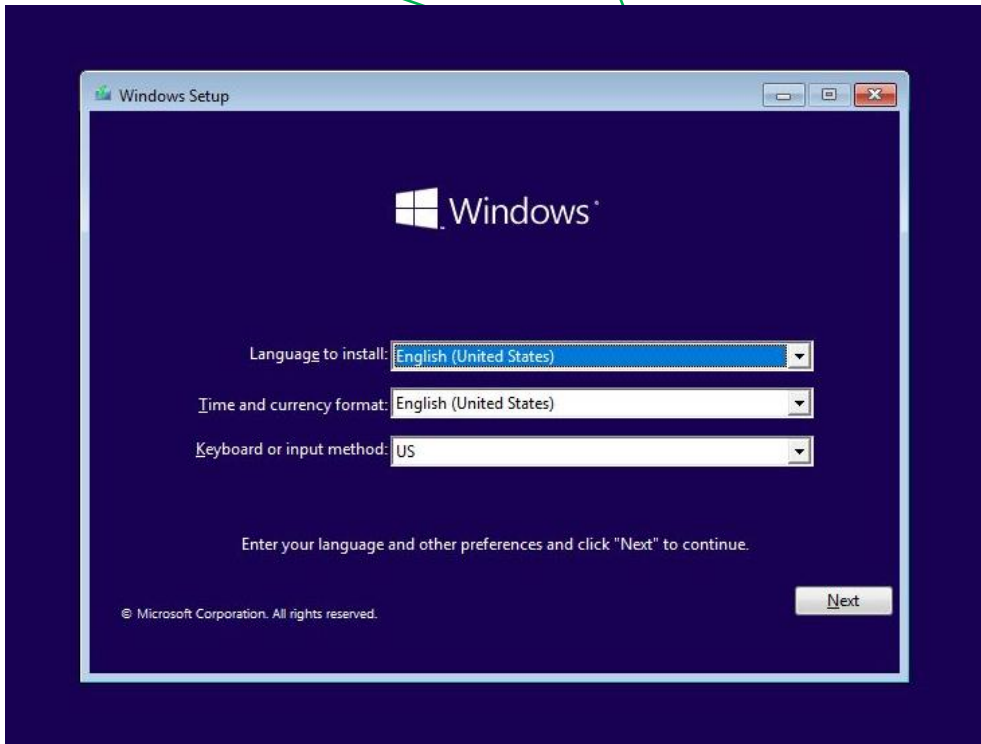 Windows Setup
Windows
Language to install: English (United States)
Time and currency format: English (United States)
Keyboard or input method: US
Enter your language and other preferences and click "Next" to continue.
© Microsoft Corporation. All rights reserved.
Next